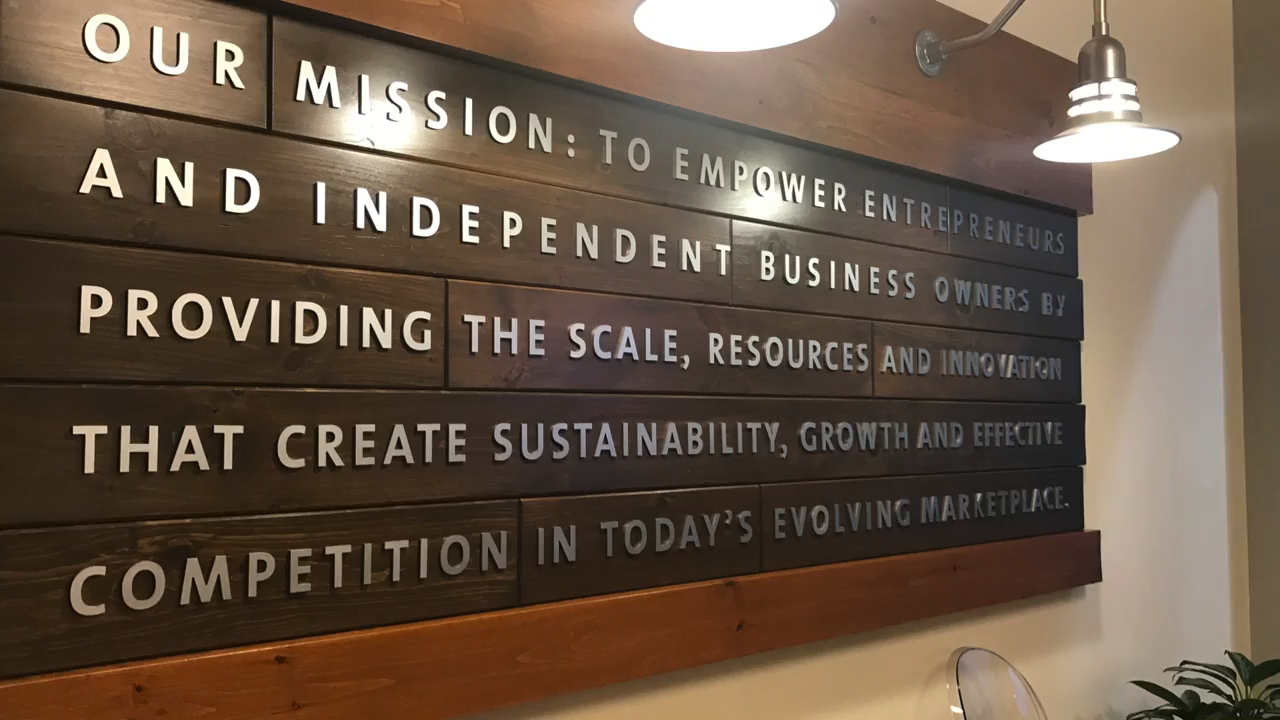 OUR MISSION: TO EMPOWER ENTREPRENEURS
AND INDEPENDENT BUSINESS OWNERS BY
PROVIDING THE SCALE, RESOURCES AND INNOVATION
THAT CREATE SUSTAINABILITY, GROWTH AND EFFECTIVE
COMPETITION IN TODAY'S EVOLVING MARKETPLACE.